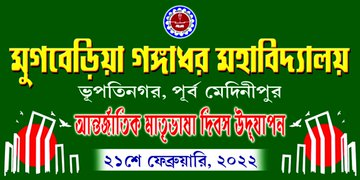 মুগবেড়িয়া গঙ্গাধর মহাবিদ্যালয়
ভূপতিনগর, পূর্ব মেদিনীপুর
আন্তর্জাতিক মাতৃভাষা দিবস উদ্‌যাপন
২১শে ফেব্রুয়ারি, ২০২২